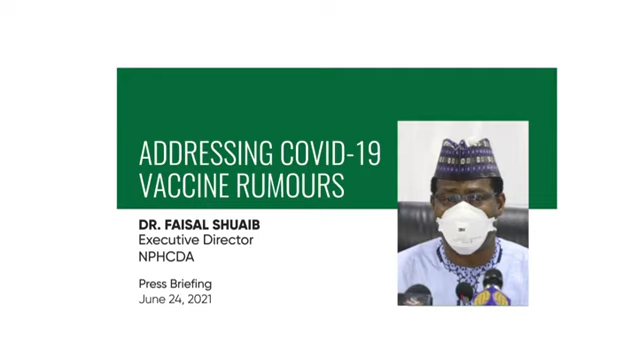 ADDRESSING COVID-19
VACCINE RUMOURS
DR. FAISAL SHUAIB
Executive Director
NPHCDA
Press Briefing
June 24, 2021